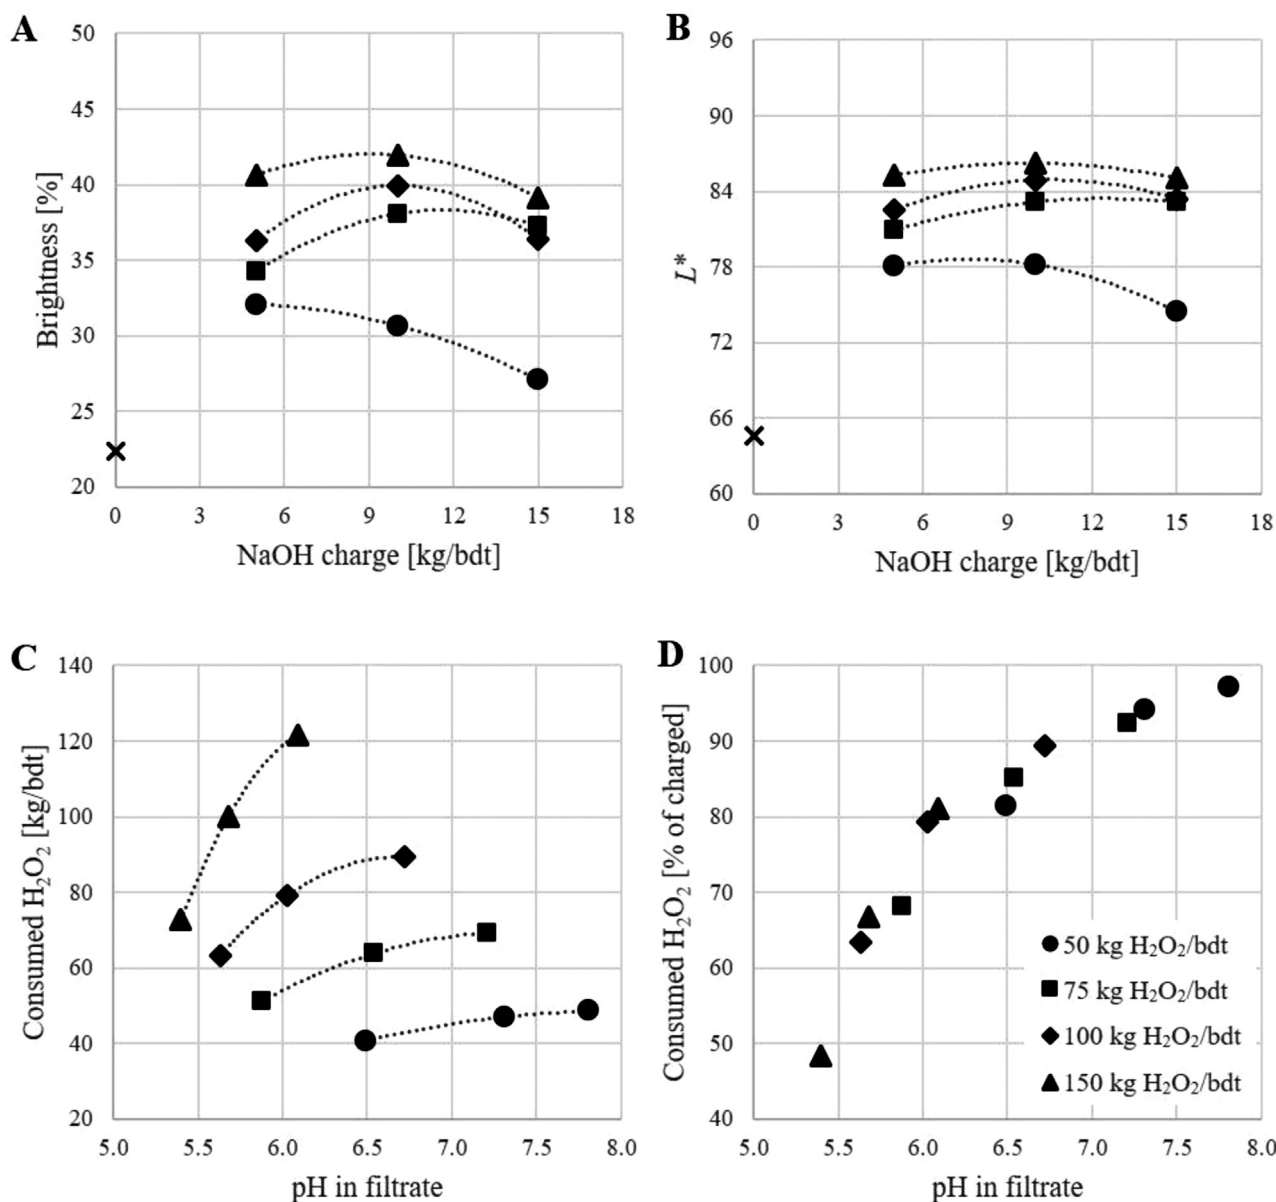 A
50
45
40
35
30
25
20
Brightness [%]
0 3 6 9 12 15 18
NaOH charge [kg/bdt]
B
96
90
84
78
72
66
60
L*
0 3 6 9 12 15 18
NaOH charge [kg/bdt]
C
140
120
100
80
60
40
20
Consumed H₂O₂ [kg/bdt]
5.0 5.5 6.0 6.5 7.0 7.5 8.0
pH in filtrate
D
100
90
80
70
60
50
40
Consumed H₂O₂ [% of charged]
50 kg H₂O₂/bdt
75 kg H₂O₂/bdt
100 kg H₂O₂/bdt
150 kg H₂O₂/bdt
5.0 5.5 6.0 6.5 7.0 7.5 8.0
pH in filtrate